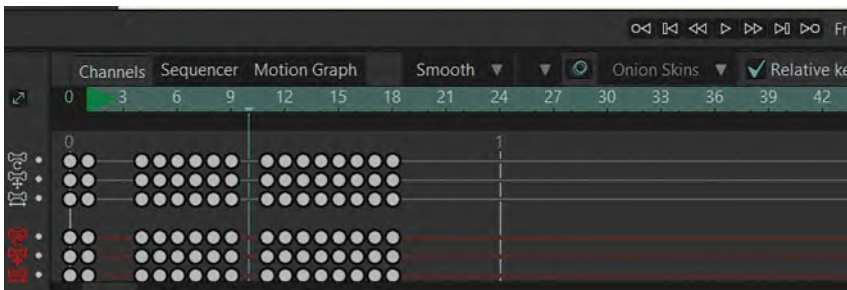 Fr
Channels Sequencer Motion Graph Smooth Onion Skins Relative ke
0 3 6 9 12 15 18 21 24 27 30 33 36 39 42
0 1